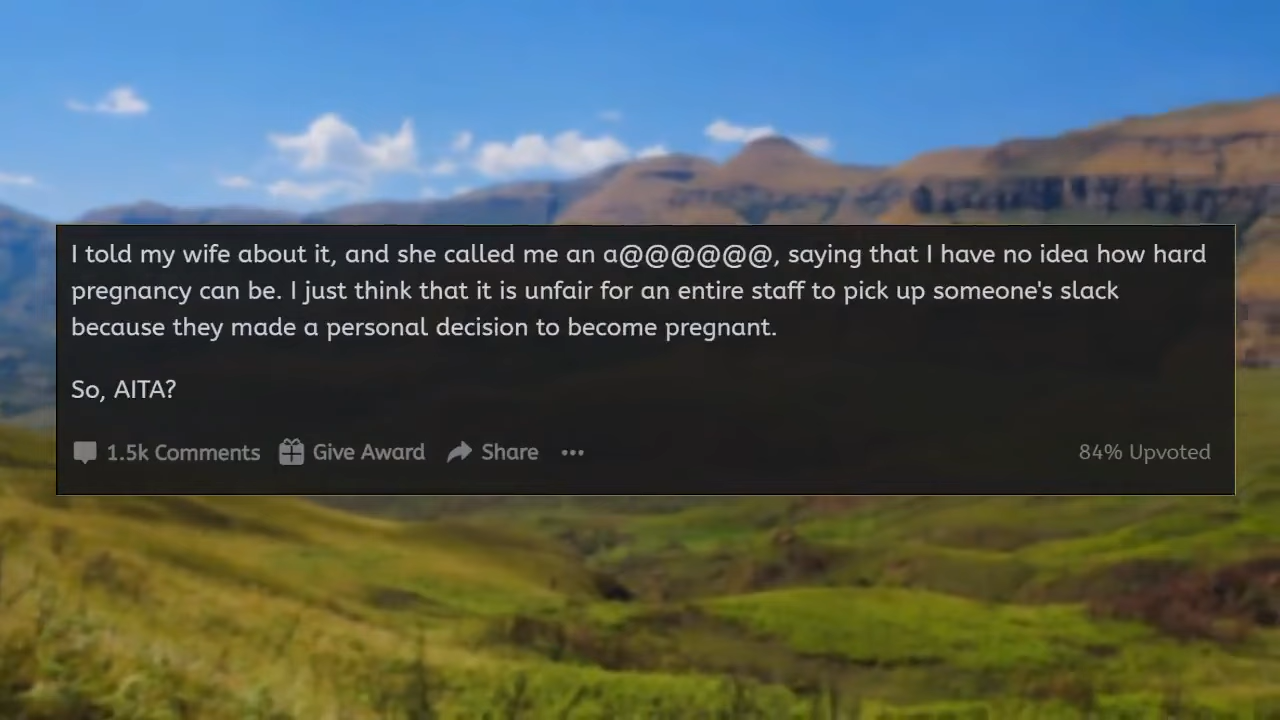 I told my wife about it, and she called me an a@@@@@@, saying that I have no idea how hard
pregnancy can be. I just think that it is unfair for an entire staff to pick up someone's slack
because they made a personal decision to become pregnant.
So, AITA?
1.5k Comments Give Award Share ••• 84% Upvoted